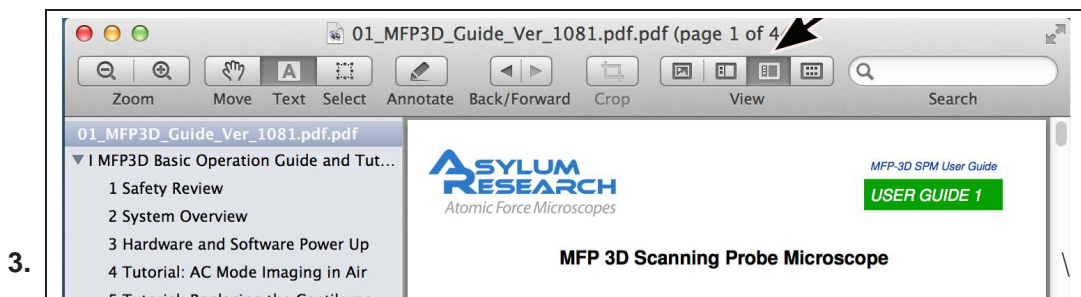 01_MFP3D_Guide_Ver_1081.pdf.pdf (page 1 of 4
Zoom Move Text Select Annotate Back/Forward Crop View Search
01_MFP3D_Guide_Ver_1081.pdf.pdf
I MFP3D Basic Operation Guide and Tut...
1 Safety Review
2 System Overview
3 Hardware and Software Power Up
4 Tutorial: AC Mode Imaging in Air
ASYLUM
RESEARCH
Atomic Force Microscopes
MFP-3D SPM User Guide
USER GUIDE 1
MFP 3D Scanning Probe Microscope
3.
\